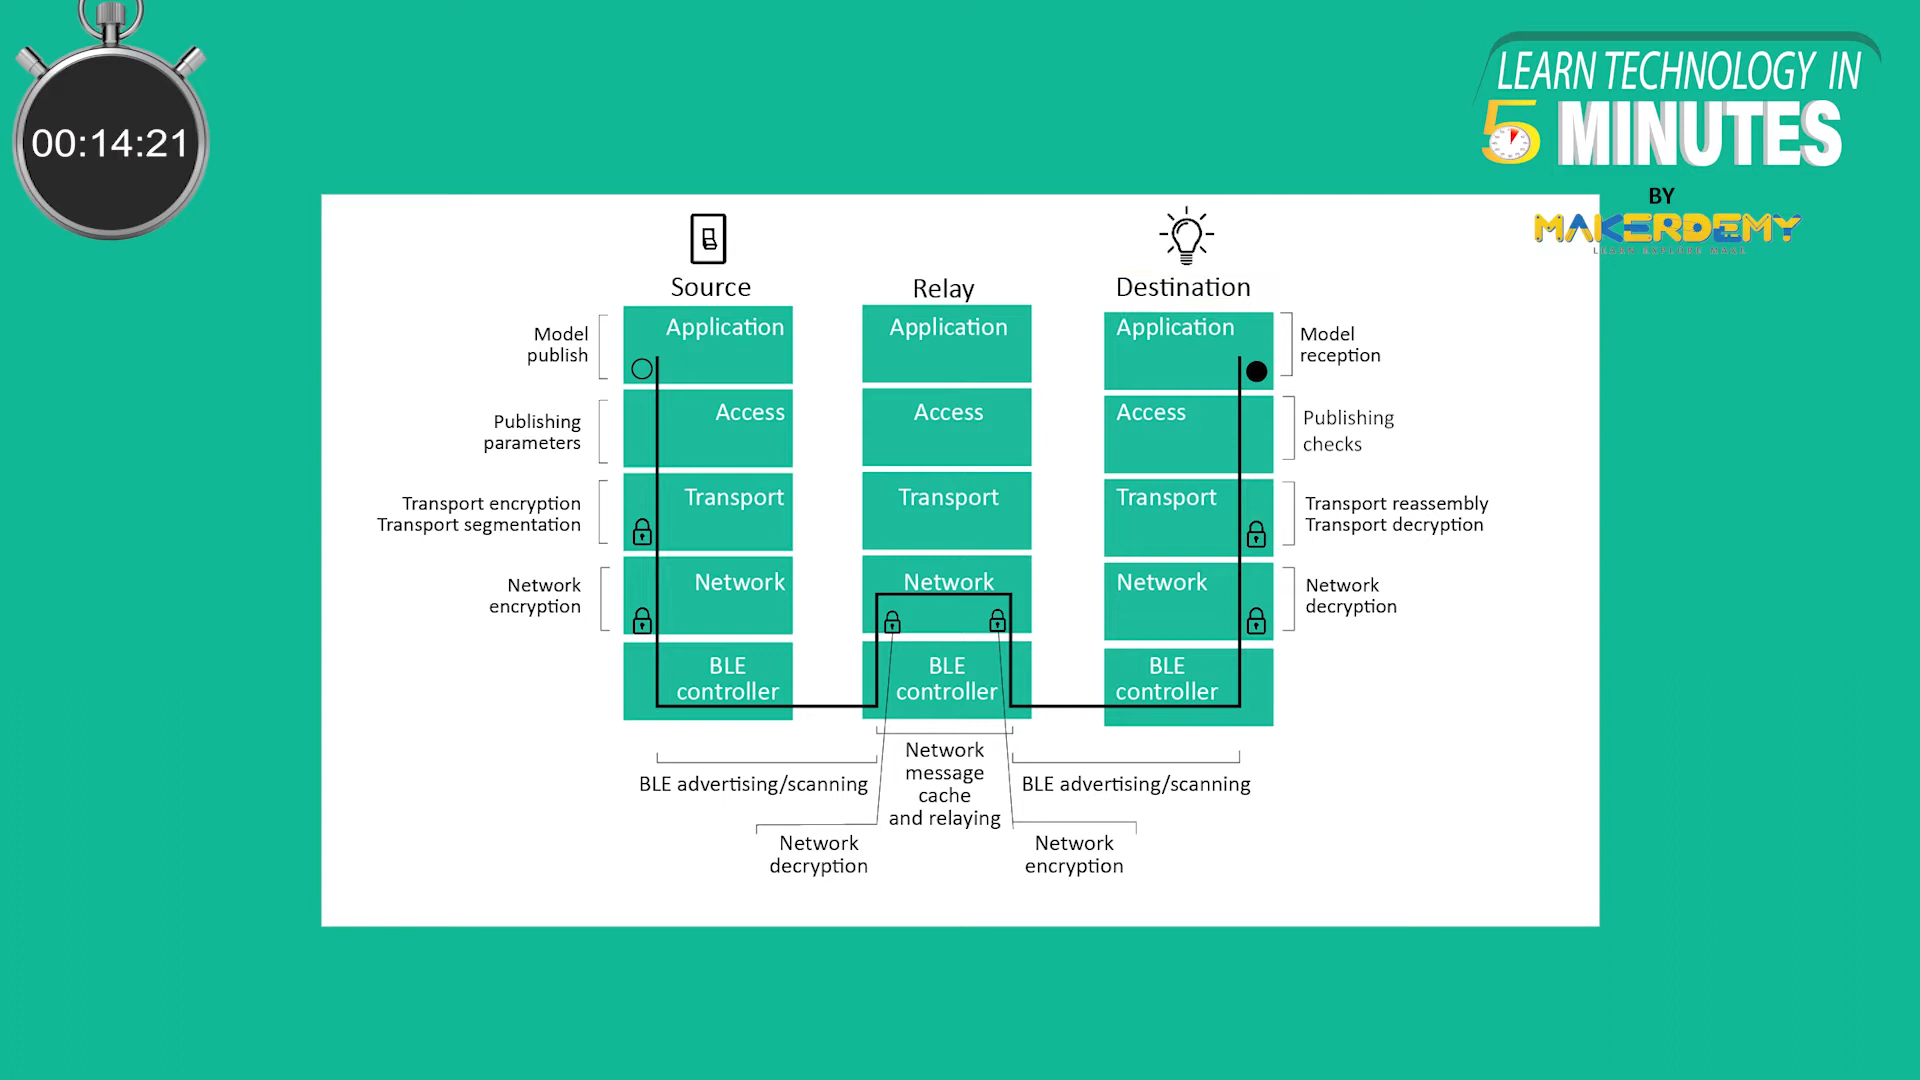 00:14:21
LEARN TECHNOLOGY IN
5 MINUTES
BY
MAKERDEMY
LEARN EXPLORE MAKE
Source
Relay
Destination
Model
publish
Application
Application
Application
Model
reception
Publishing
parameters
Access
Access
Access
Publishing
checks
Transport encryption
Transport segmentation
Transport
Transport
Transport
Transport reassembly
Transport decryption
Network
encryption
Network
Network
Network
Network
decryption
BLE
controller
BLE
controller
BLE
controller
BLE advertising/scanning
Network
message
cache
and relaying
BLE advertising/scanning
Network
decryption
Network
encryption